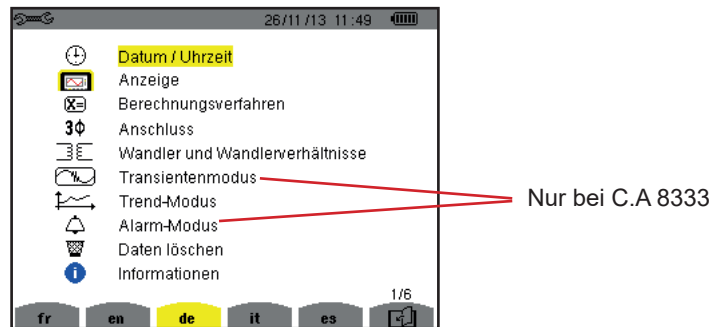 26/11/13 11:49
Datum / Uhrzeit
Anzeige
Berechnungsverfahren
3Φ Anschluss
Wandler und Wandlerverhältnisse
Transientenmodus
Nur bei C.A 8333
Trend-Modus
Alarm-Modus
Daten löschen
Informationen
1/6
fr en de it es